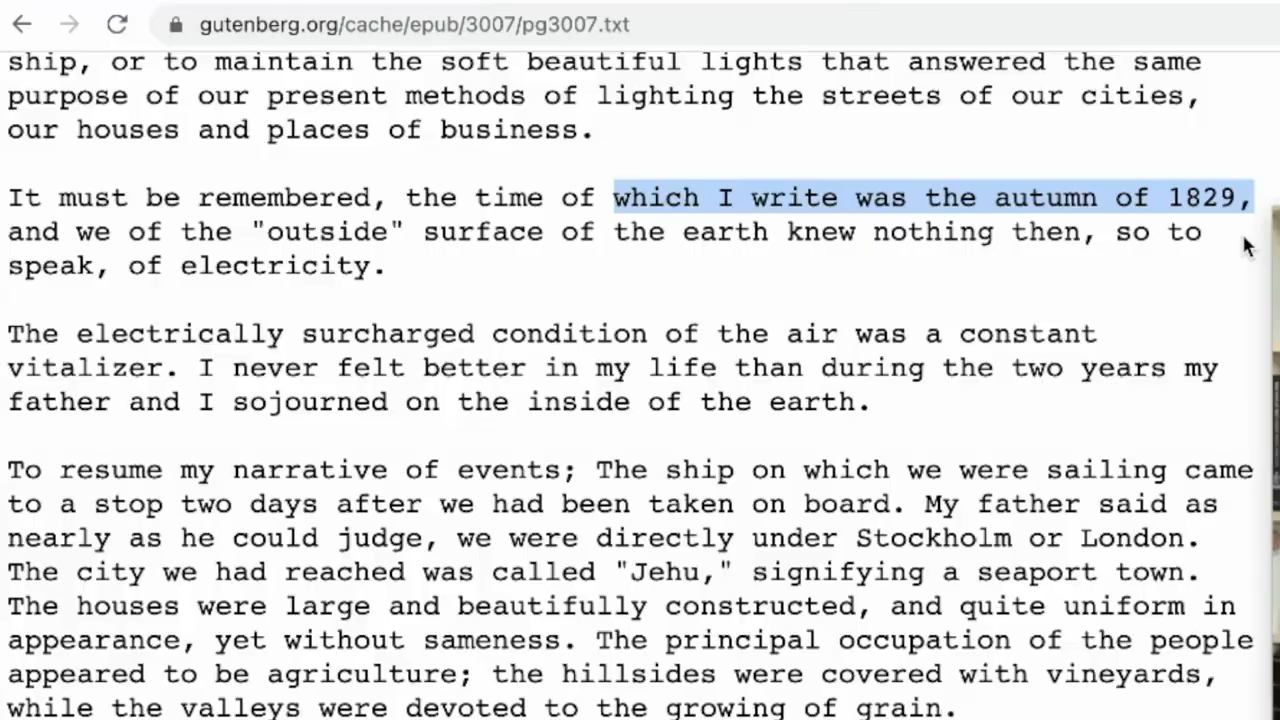 gutenberg.org/cache/epub/3007/pg3007.txt
ship, or to maintain the soft beautiful lights that answered the same
purpose of our present methods of lighting the streets of our cities,
our houses and places of business.
It must be remembered, the time of which I write was the autumn of 1829,
and we of the "outside" surface of the earth knew nothing then, so to
speak, of electricity.
The electrically surcharged condition of the air was a constant
vitalizer. I never felt better in my life than during the two years my
father and I sojourned on the inside of the earth.
To resume my narrative of events; The ship on which we were sailing came
to a stop two days after we had been taken on board. My father said as
nearly as he could judge, we were directly under Stockholm or London.
The city we had reached was called "Jehu," signifying a seaport town.
The houses were large and beautifully constructed, and quite uniform in
appearance, yet without sameness. The principal occupation of the people
appeared to be agriculture; the hillsides were covered with vineyards,
while the valleys were devoted to the growing of grain.